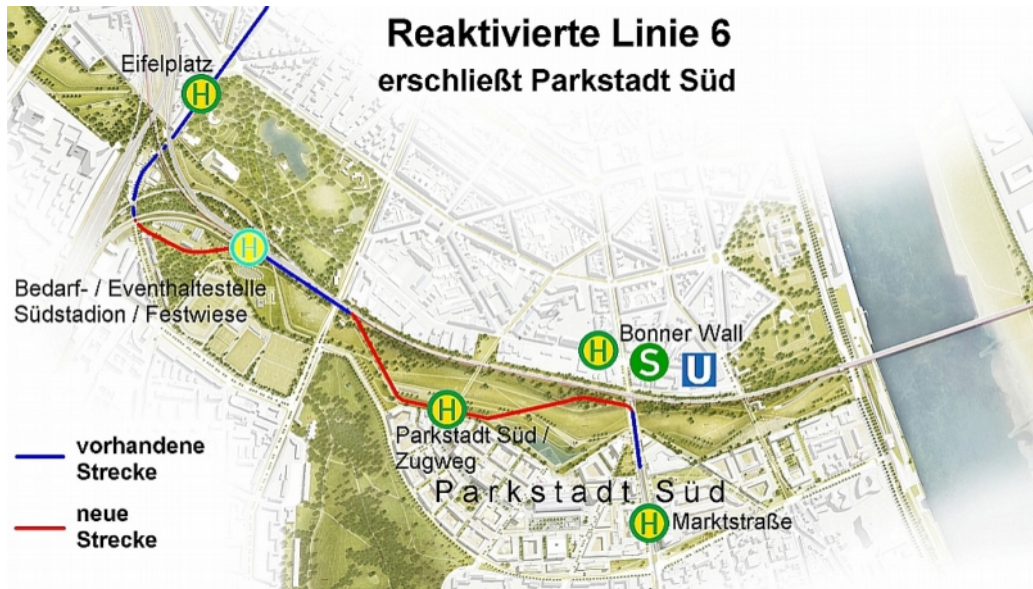 Reaktivierte Linie 6
erschließt Parkstadt Süd
Eifelplatz
H
H
Bedarf- / Eventhaltestelle
Südstadion / Festwiese
Bonner Wall
H
S
U
H
Parkstadt Süd /
Zugweg
Parkstadt Süd
H
Marktstraße
vorhandene
Strecke
neue
Strecke